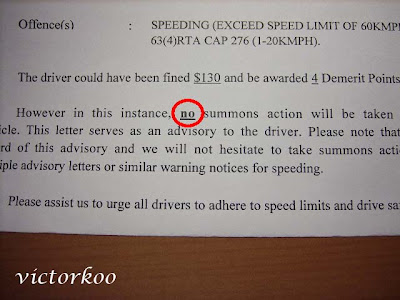 Offence(s) : SPEEDING (EXCEED SPEED LIMIT OF 60KMP
63(4)RTA CAP 276 (1-20KMPH).
The driver could have been fined $130 and be awarded 4 Demerit Points
However in this instance, no summons action will be taken
icle. This letter serves as an advisory to the driver. Please note that
ord of this advisory and we will not hesitate to take summons actio
iple advisory letters or similar warning notices for speeding.
Please assist us to urge all drivers to adhere to speed limits and drive saf
victorkoo